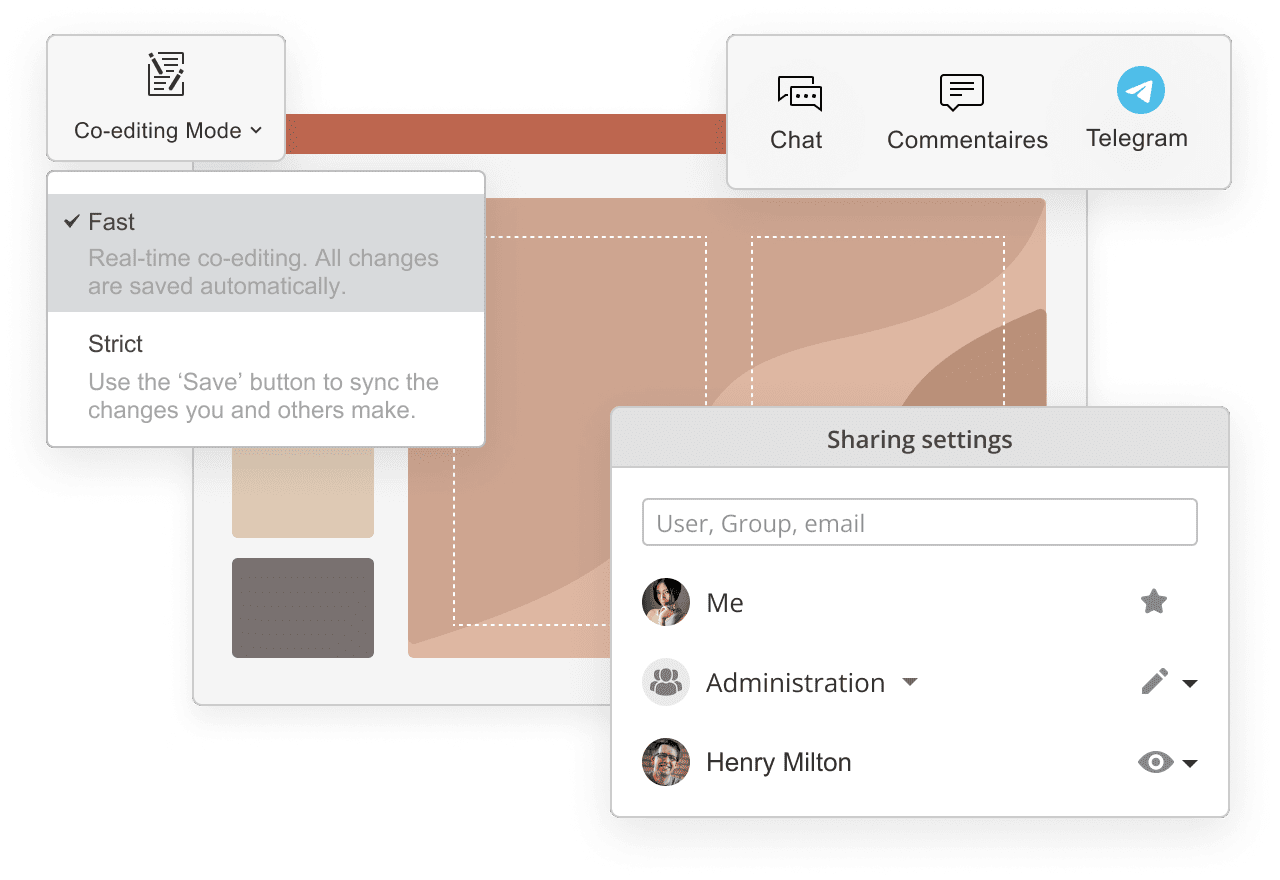 Co-editing Mode
Fast
Real-time co-editing. All changes
are saved automatically.
Strict
Use the ‘Save’ button to sync the
changes you and others make.
Chat
Commentaires
Telegram
Sharing settings
User, Group, email
Me
Administration
Henry Milton